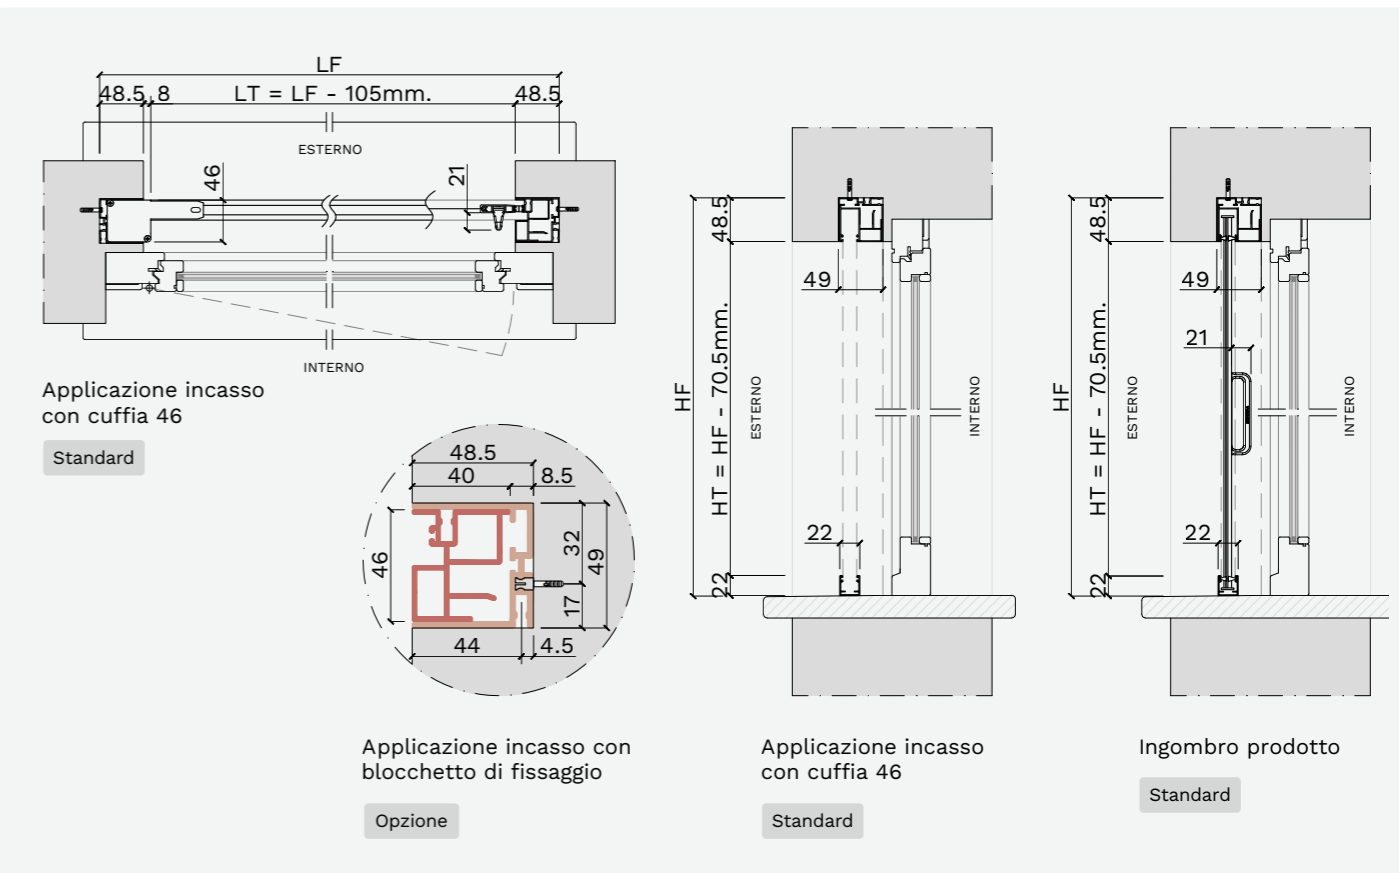 LF
48.5 8 LT = LF - 105mm. 48.5
ESTERNO
46
21
INTERNO
Applicazione incasso
con cuffia 46
Standard
48.5
40 8.5
46
32
49
17
44 4.5
Applicazione incasso con
blocchetto di fissaggio
Opzione
HF
48.5
HT = HF - 70.5mm.
22
ESTERNO
49
22
INTERNO
Applicazione incasso
con cuffia 46
Standard
HF
48.5
HT = HF - 70.5mm.
22
ESTERNO
49
21
22
INTERNO
Ingombro prodotto
Standard